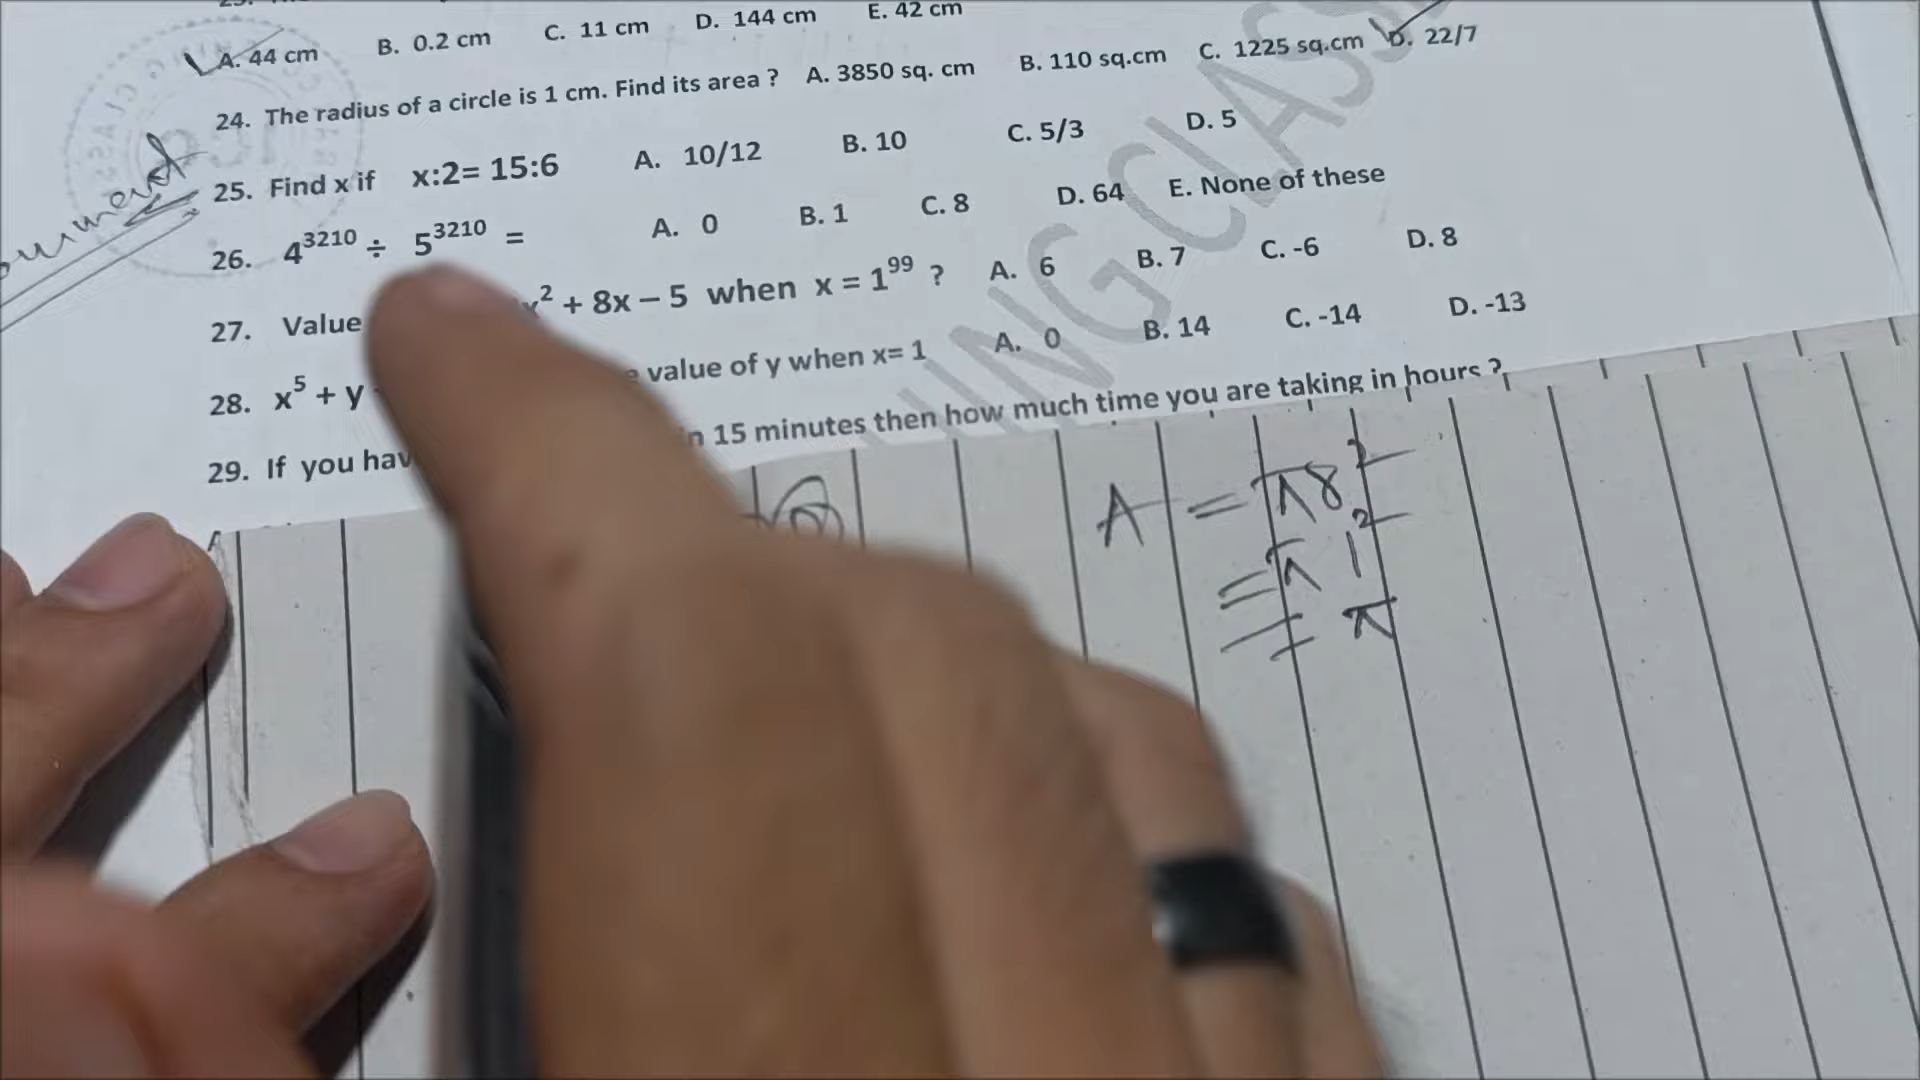 A. 44 cm B. 0.2 cm C. 11 cm D. 144 cm E. 42 cm
24. The radius of a circle is 1 cm. Find its area ? A. 3850 sq. cm B. 110 sq.cm C. 1225 sq.cm D. 22/7
25. Find x if x:2= 15:6 A. 10/12 B. 10 C. 5/3 D. 5
26. 4^3210 ÷ 5^3210 = A. 0 B. 1 C. 8 D. 64 E. None of these
27. Value x² + 8x – 5 when x = 1^99 ? A. 6 B. 7 C. -6 D. 8
28. x⁵ + y value of y when x= 1 A. 0 B. 14 C. -14 D. -13
29. If you hav in 15 minutes then how much time you are taking in hours ?
A = πr²
= π 1²
= π